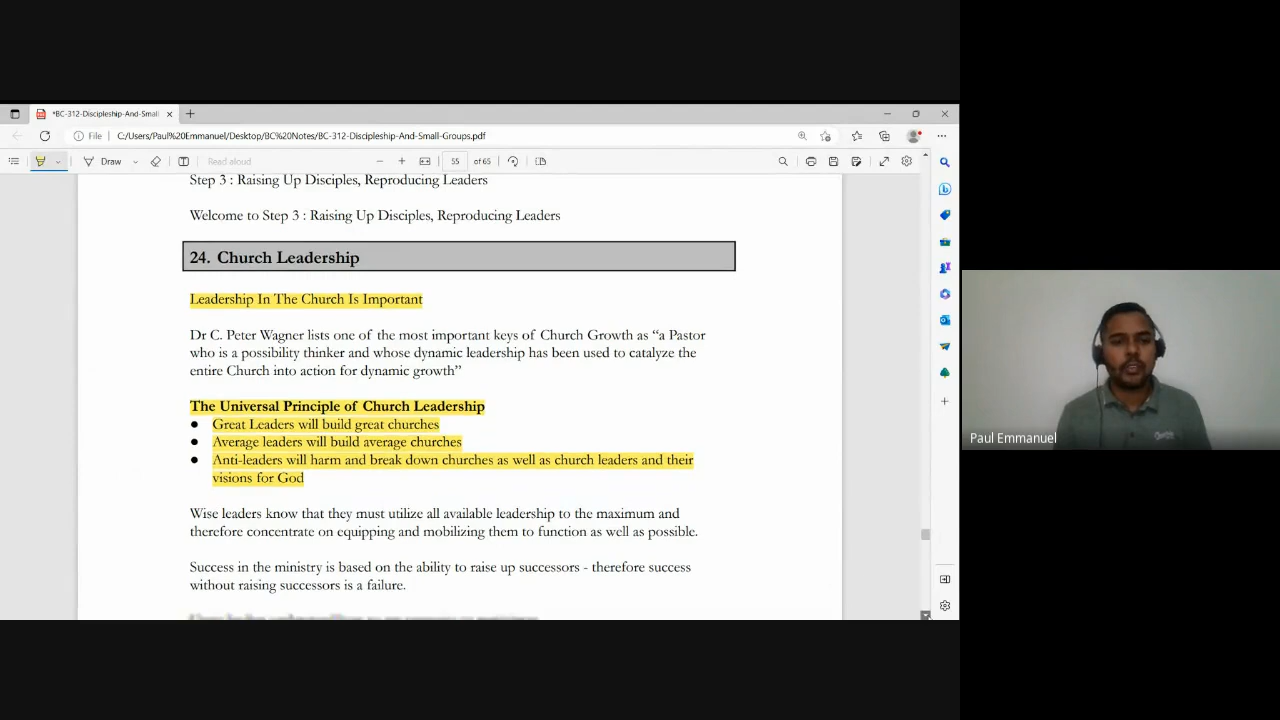 *BC-312-Discipleship-And-Small
File
C:/Users/Paul%20Emmanuel/Desktop/BC%20Notes/BC-312-Discipleship-And-Small-Groups.pdf
Draw
Read aloud
55
of 65
Step 3 : Raising Up Disciples, Reproducing Leaders
Welcome to Step 3 : Raising Up Disciples, Reproducing Leaders
24. Church Leadership
Leadership In The Church Is Important
Dr C. Peter Wagner lists one of the most important keys of Church Growth as “a Pastor
who is a possibility thinker and whose dynamic leadership has been used to catalyze the
entire Church into action for dynamic growth”
The Universal Principle of Church Leadership
● Great Leaders will build great churches
● Average leaders will build average churches
● Anti-leaders will harm and break down churches as well as church leaders and their
visions for God
Wise leaders know that they must utilize all available leadership to the maximum and
therefore concentrate on equipping and mobilizing them to function as well as possible.
Success in the ministry is based on the ability to raise up successors - therefore success
without raising successors is a failure.
Paul Emmanuel